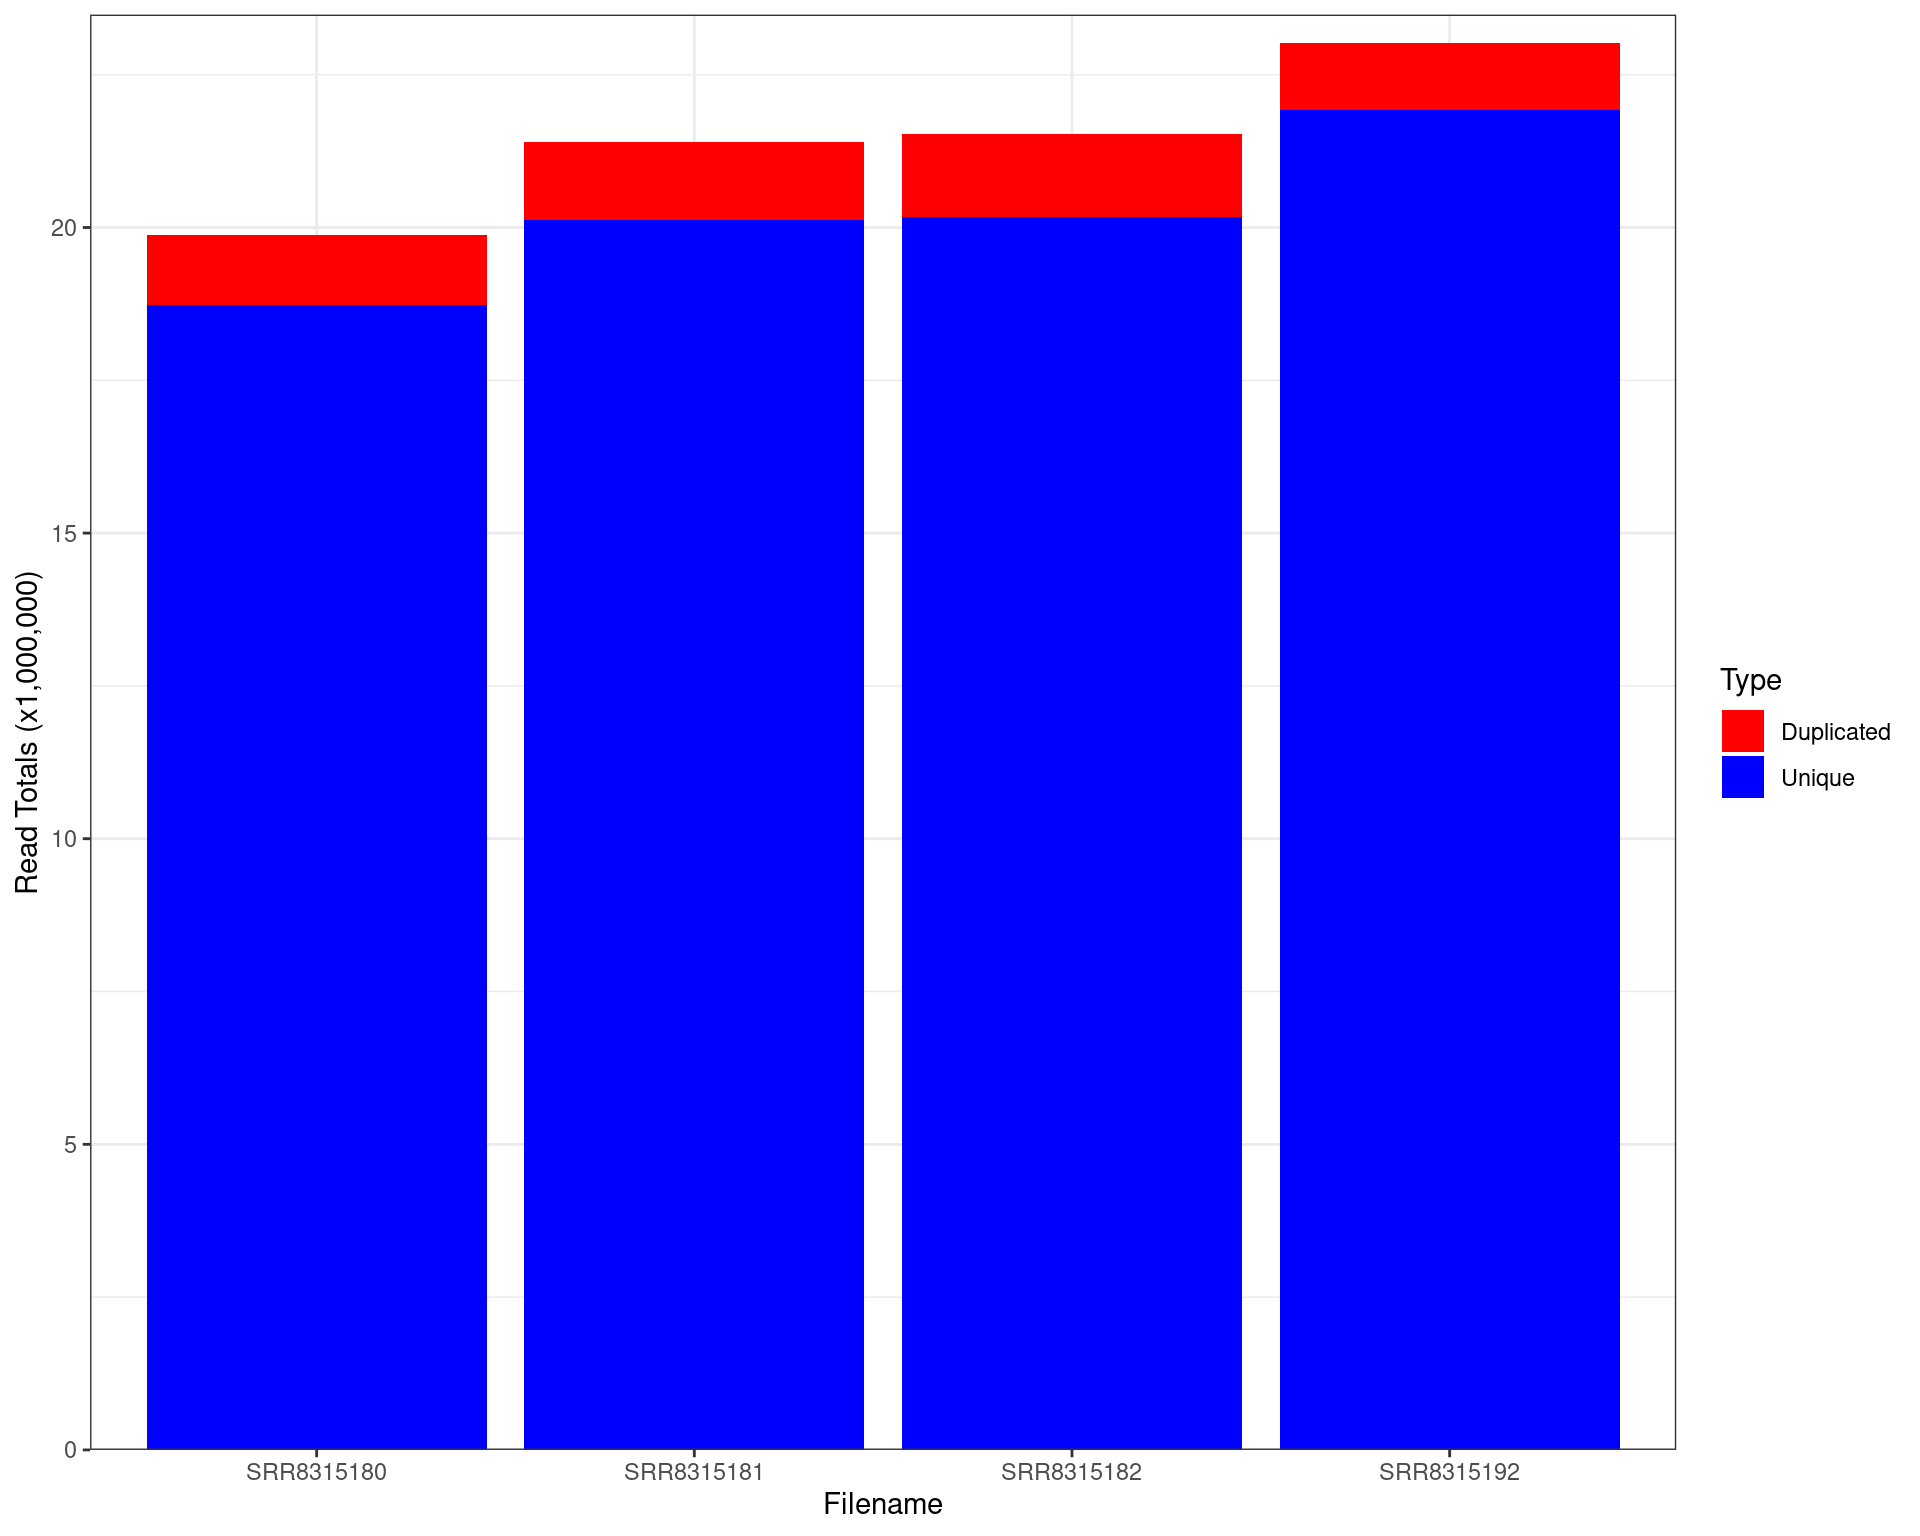 Read Totals (x1,000,000)
20
15
10
5
0
SRR8315180
SRR8315181
SRR8315182
SRR8315192
Filename
Type
Duplicated
Unique